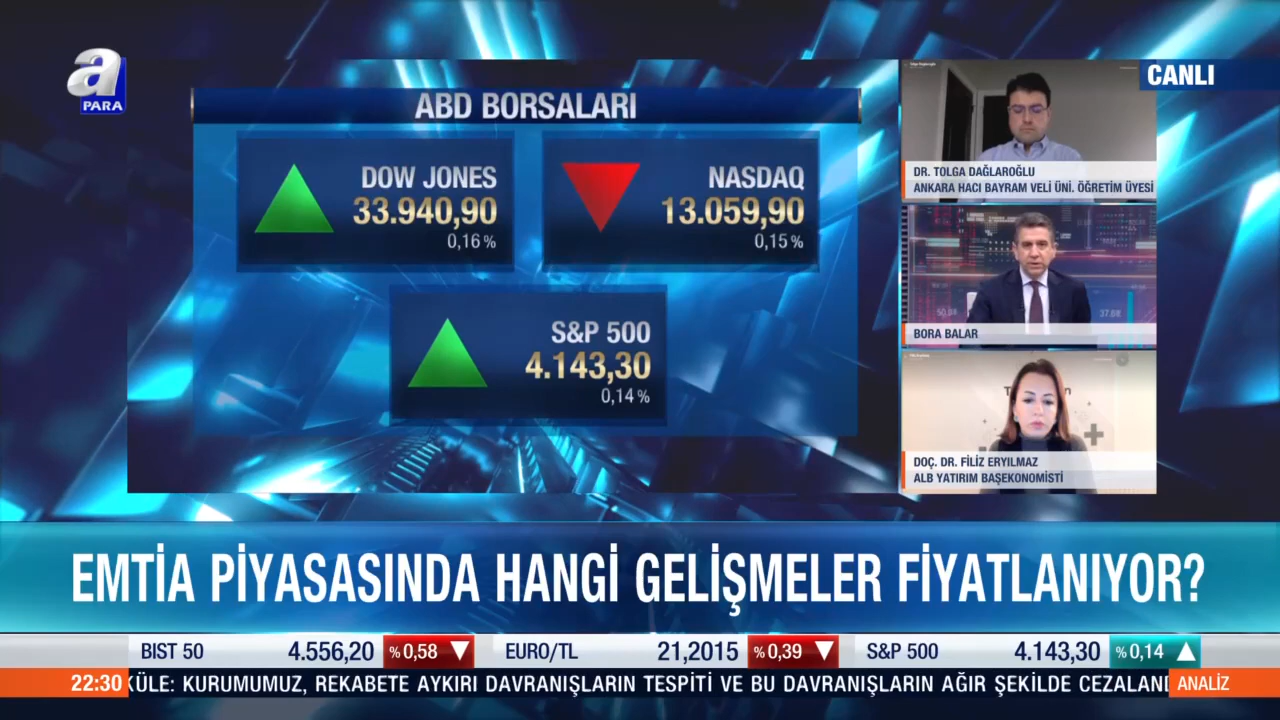 a
PARA
CANLI
ABD BORSALARI
DOW JONES
33.940,90
0,16 %
NASDAQ
13.059,90
0,15 %
S&P 500
4.143,30
0,14 %
DR. TOLGA DAĞLAROĞLU
ANKARA HACI BAYRAM VELİ ÜNİ. ÖĞRETİM ÜYESİ
BORA BALAR
DOÇ. DR. FİLİZ ERYILMAZ
ALB YATIRIM BAŞEKONOMİSTİ
EMTİA PİYASASINDA HANGİ GELİŞMELER FİYATLANIYOR?
BIST 50 4.556,20 %0,58 EURO/TL 21,2015 %0,39 S&P 500 4.143,30 %0,14
22:30 KÜLE: KURUMUMUZ, REKABETE AYKIRI DAVRANIŞLARIN TESPİTİ VE BU DAVRANIŞLARIN AĞIR ŞEKİLDE CEZALAND ANALİZ